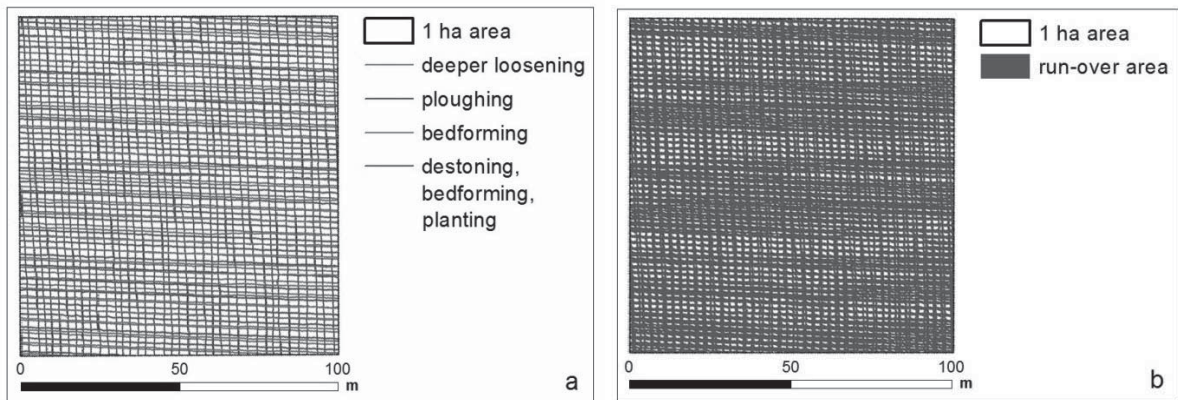 1 ha area
deeper loosening
ploughing
bedforming
destoning,
bedforming,
planting
0 50 100
m
a
1 ha area
run-over area
0 50 100
m
b